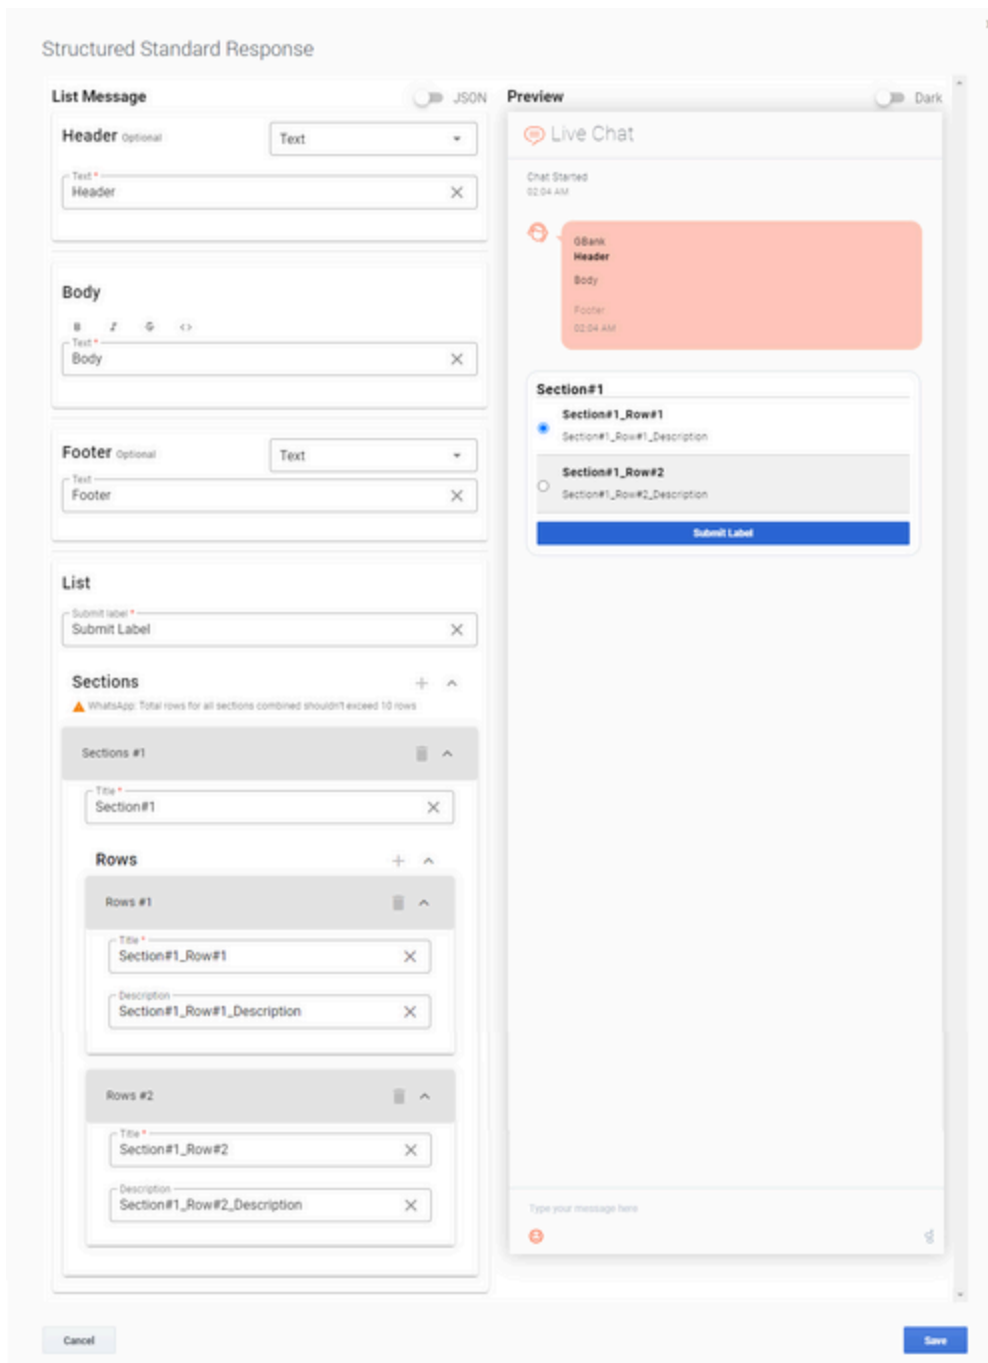 Structured Standard Response
List Message
JSON
Header Optional
Text
Text *
Header
Body
B I S <>
Text *
Body
Footer Optional
Text
Text
Footer
List
Submit label *
Submit Label
Sections
WhatsApp: Total rows for all sections combined shouldn't exceed 10 rows
Sections #1
Title *
Section#1
Rows
Rows #1
Title *
Section#1_Row#1
Description
Section#1_Row#1_Description
Rows #2
Title *
Section#1_Row#2
Description
Section#1_Row#2_Description
Preview
Dark
Live Chat
Chat Started
02:04 AM
GBank
Header
Body
Footer
02:04 AM
Section#1
Section#1_Row#1
Section#1_Row#1_Description
Section#1_Row#2
Section#1_Row#2_Description
Submit Label
Type your message here
Cancel
Save